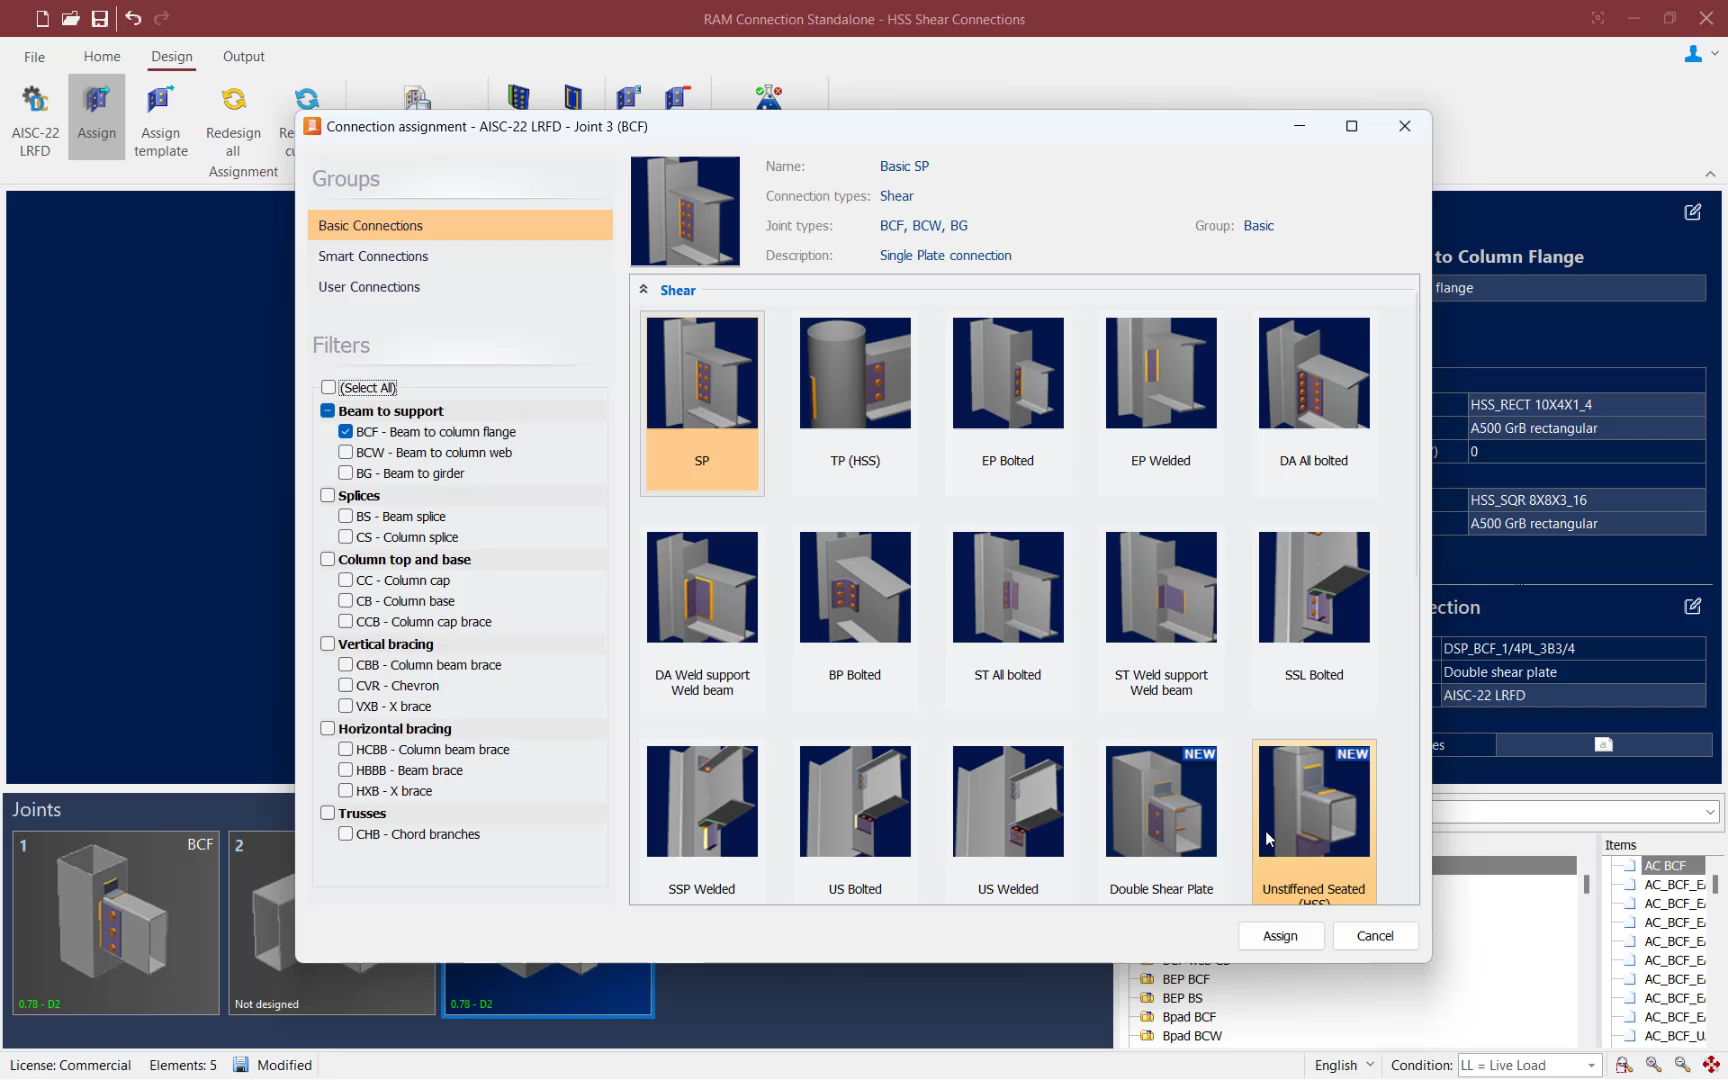 RAM Connection Standalone - HSS Shear Connections
File
Home
Design
Output
AISC-22
LRFD
Assign
Assign
template
Redesign
all
Assignment
Connection assignment - AISC-22 LRFD - Joint 3 (BCF)
Groups
Basic Connections
Smart Connections
User Connections
Filters
(Select All)
Beam to support
BCF - Beam to column flange
BCW - Beam to column web
BG - Beam to girder
Splices
BS - Beam splice
CS - Column splice
Column top and base
CC - Column cap
CB - Column base
CCB - Column cap brace
Vertical bracing
CBB - Column beam brace
CVR - Chevron
VXB - X brace
Horizontal bracing
HCBB - Column beam brace
HBBB - Beam brace
HXB - X brace
Trusses
CHB - Chord branches
Name: Basic SP
Connection types: Shear
Joint types: BCF, BCW, BG
Group: Basic
Description: Single Plate connection
Shear
SP
TP (HSS)
EP Bolted
EP Welded
DA All bolted
DA Weld support
Weld beam
BP Bolted
ST All bolted
ST Weld support
Weld beam
SSL Bolted
SSP Welded
US Bolted
US Welded
NEW
Double Shear Plate
NEW
Unstiffened Seated
(HSS)
Assign
Cancel
to Column Flange
flange
HSS_RECT 10X4X1_4
A500 GrB rectangular
0
HSS_SQR 8X8X3_16
A500 GrB rectangular
DSP_BCF_1/4PL_3B3/4
Double shear plate
AISC-22 LRFD
Joints
1
BCF
0.78 - D2
2
Not designed
0.78 - D2
BEP BCF
BEP BS
Bpad BCF
Bpad BCW
Items
AC BCF
License: Commercial
Elements: 5
Modified
English
Condition: LL = Live Load